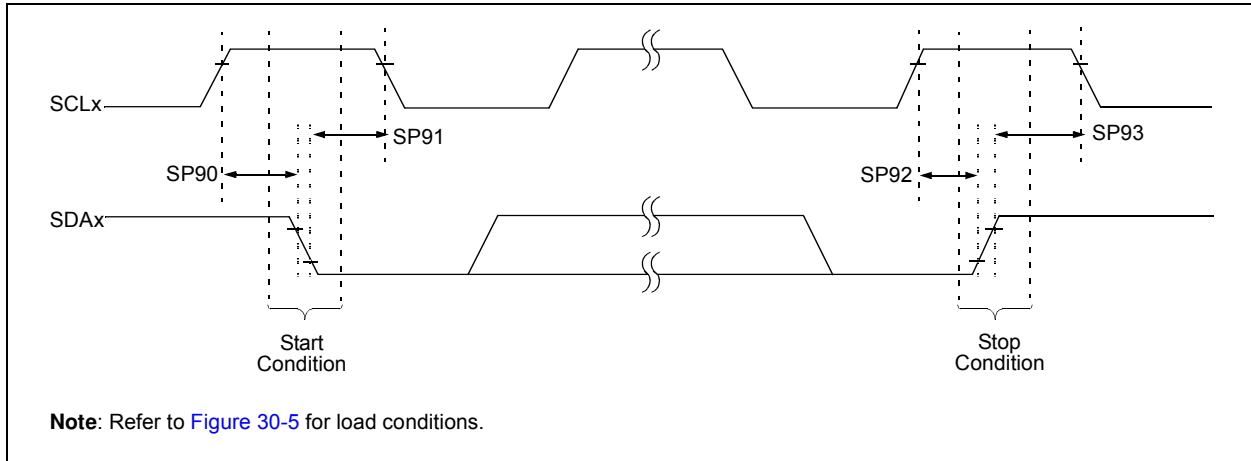 SCLx
SP91
SP93
SP90
SP92
SDAx
Start
Condition
Stop
Condition
Note: Refer to Figure 30-5 for load conditions.